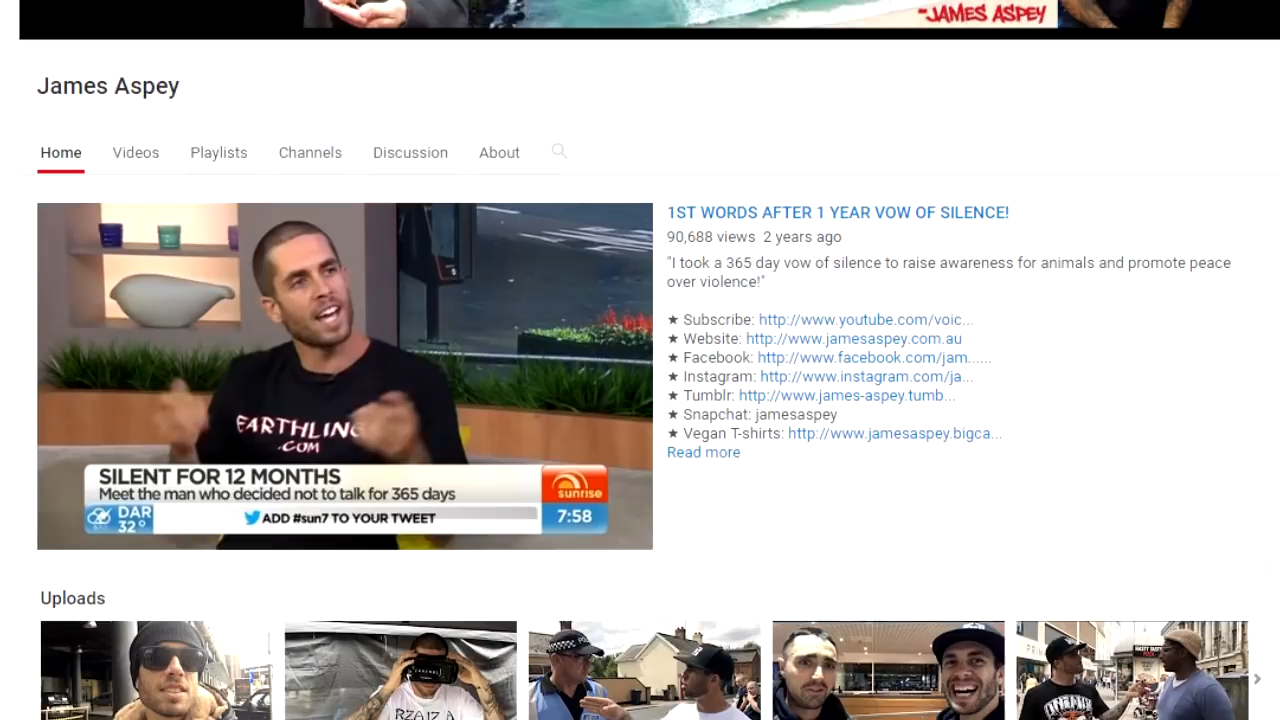 -JAMES ASPEY
James Aspey
Home Videos Playlists Channels Discussion About
1ST WORDS AFTER 1 YEAR VOW OF SILENCE!
90,688 views 2 years ago
"I took a 365 day vow of silence to raise awareness for animals and promote peace
over violence!"
★ Subscribe: http://www.youtube.com/voic...
★ Website: http://www.jamesaspey.com.au
★ Facebook: http://www.facebook.com/jam......
★ Instagram: http://www.instagram.com/ja...
★ Tumblr: http://www.james-aspey.tumb...
★ Snapchat: jamesaspey
★ Vegan T-shirts: http://www.jamesaspey.bigca...
Read more
EARTHLING
.COM
SILENT FOR 12 MONTHS
Meet the man who decided not to talk for 365 days
sunrise
DAR
32°
ADD #sun7 TO YOUR TWEET
7:58
Uploads